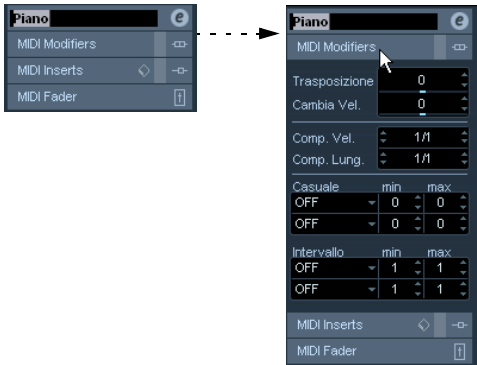 Piano e
MIDI Modifiers
MIDI Inserts
MIDI Fader
Piano e
MIDI Modifiers
Trasposizione 0
Cambia Vel. 0
Comp. Vel. 1/1
Comp. Lung. 1/1
Casuale min max
OFF 0 0
OFF 0 0
Intervallo min max
OFF 1 1
OFF 1 1
MIDI Inserts
MIDI Fader